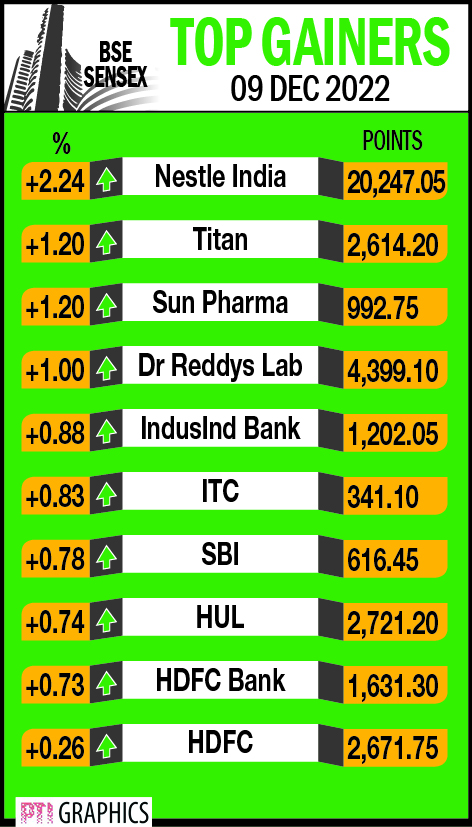 BSE
SENSEX
TOP GAINERS
09 DEC 2022
% POINTS
+2.24 Nestle India 20,247.05
+1.20 Titan 2,614.20
+1.20 Sun Pharma 992.75
+1.00 Dr Reddys Lab 4,399.10
+0.88 IndusInd Bank 1,202.05
+0.83 ITC 341.10
+0.78 SBI 616.45
+0.74 HUL 2,721.20
+0.73 HDFC Bank 1,631.30
+0.26 HDFC 2,671.75
PTI GRAPHICS